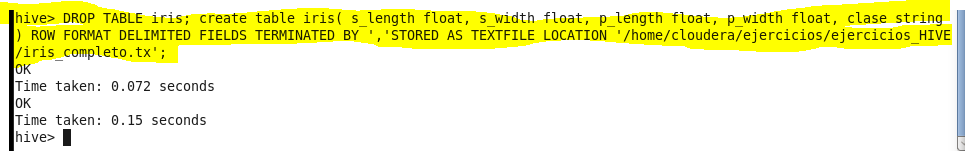 hive> DROP TABLE iris; create table iris( s_length float, s_width float, p_length float, p_width float, clase string
) ROW FORMAT DELIMITED FIELDS TERMINATED BY ','STORED AS TEXTFILE LOCATION '/home/cloudera/ejercicios/ejercicios_HIVE
/iris_completo.tx';
OK
Time taken: 0.072 seconds
OK
Time taken: 0.15 seconds
hive>